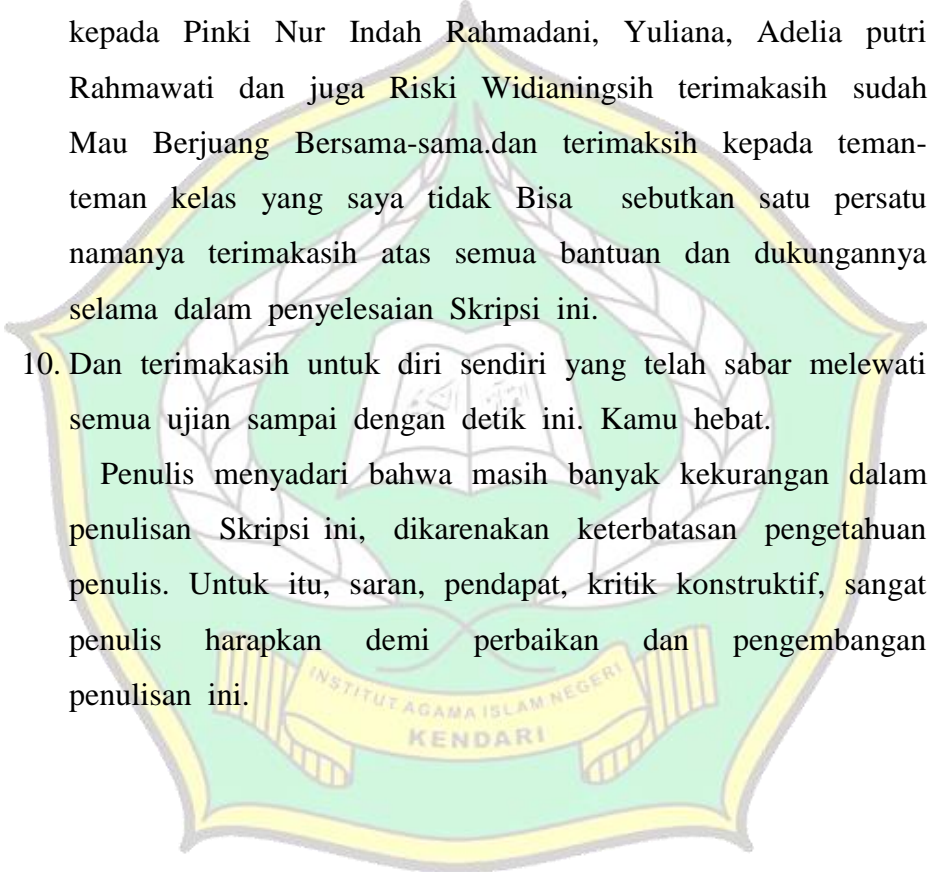 kepada Pinki Nur Indah Rahmadani, Yuliana, Adelia putri
Rahmawati dan juga Riski Widianingsih terimakasih sudah
Mau Berjuang Bersama-sama.dan terimaksih kepada teman-
teman kelas yang saya tidak Bisa sebutkan satu persatu
namanya terimakasih atas semua bantuan dan dukungannya
selama dalam penyelesaian Skripsi ini.
10. Dan terimakasih untuk diri sendiri yang telah sabar melewati
semua ujian sampai dengan detik ini. Kamu hebat.
Penulis menyadari bahwa masih banyak kekurangan dalam
penulisan Skripsi ini, dikarenakan keterbatasan pengetahuan
penulis. Untuk itu, saran, pendapat, kritik konstruktif, sangat
penulis harapkan demi perbaikan dan pengembangan
penulisan ini.
INSTITUT AGAMA ISLAM NEGERI
KENDARI